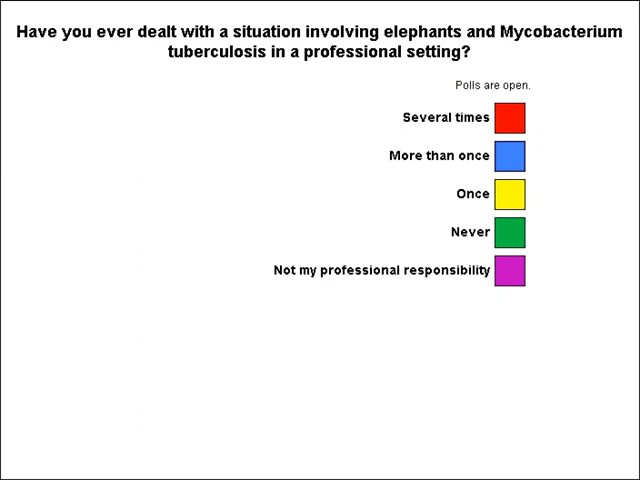 Have you ever dealt with a situation involving elephants and Mycobacterium
tuberculosis in a professional setting?
Polls are open.
Several times
More than once
Once
Never
Not my professional responsibility